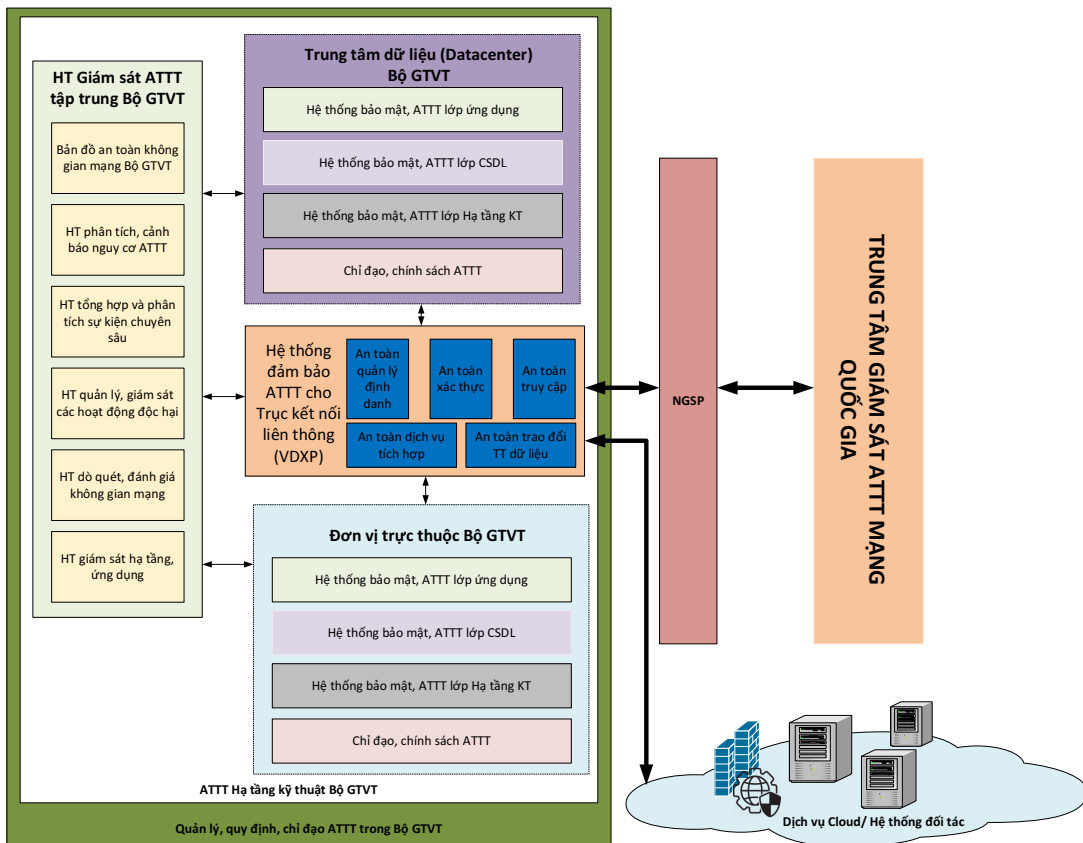 HT Giám sát ATTT
tập trung Bộ GTVT
Bản đồ an toàn không
gian mạng Bộ GTVT
HT phân tích, cảnh
báo nguy cơ ATTT
HT tổng hợp và phân
tích sự kiện chuyên
sâu
HT quản lý, giám sát
các hoạt động độc hại
HT dò quét, đánh giá
không gian mạng
HT giám sát hạ tầng,
ứng dụng
Trung tâm dữ liệu (Datacenter)
Bộ GTVT
Hệ thống bảo mật, ATTT lớp ứng dụng
Hệ thống bảo mật, ATTT lớp CSDL
Hệ thống bảo mật, ATTT lớp Hạ tầng KT
Chỉ đạo, chính sách ATTT
Hệ thống
đảm bảo
ATTT cho
Trục kết nối
liên thông
(VDXP)
An toàn
quản lý
định
danh
An toàn
xác thực
An toàn
truy cập
An toàn dịch vụ
tích hợp
An toàn trao đổi
TT dữ liệu
Đơn vị trực thuộc Bộ GTVT
Hệ thống bảo mật, ATTT lớp ứng dụng
Hệ thống bảo mật, ATTT lớp CSDL
Hệ thống bảo mật, ATTT lớp Hạ tầng KT
Chỉ đạo, chính sách ATTT
ATTT Hạ tầng kỹ thuật Bộ GTVT
Quản lý, quy định, chỉ đạo ATTT trong Bộ GTVT
NGSP
TRUNG TÂM GIÁM SÁT ATTT MẠNG
QUỐC GIA
Dịch vụ Cloud/ Hệ thống đối tác